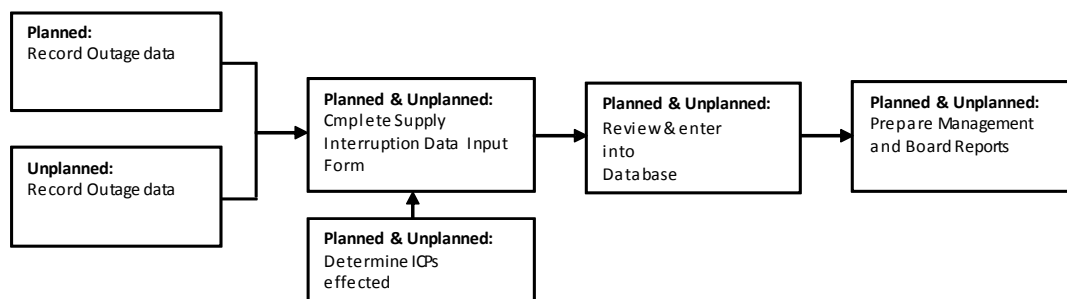 Planned:
Record Outage data
Unplanned:
Record Outage data
Planned & Unplanned:
Cmplete Supply
Interruption Data Input
Form
Planned & Unplanned:
Determine ICPs
effected
Planned & Unplanned:
Review & enter
into
Database
Planned & Unplanned:
Prepare Management
and Board Reports